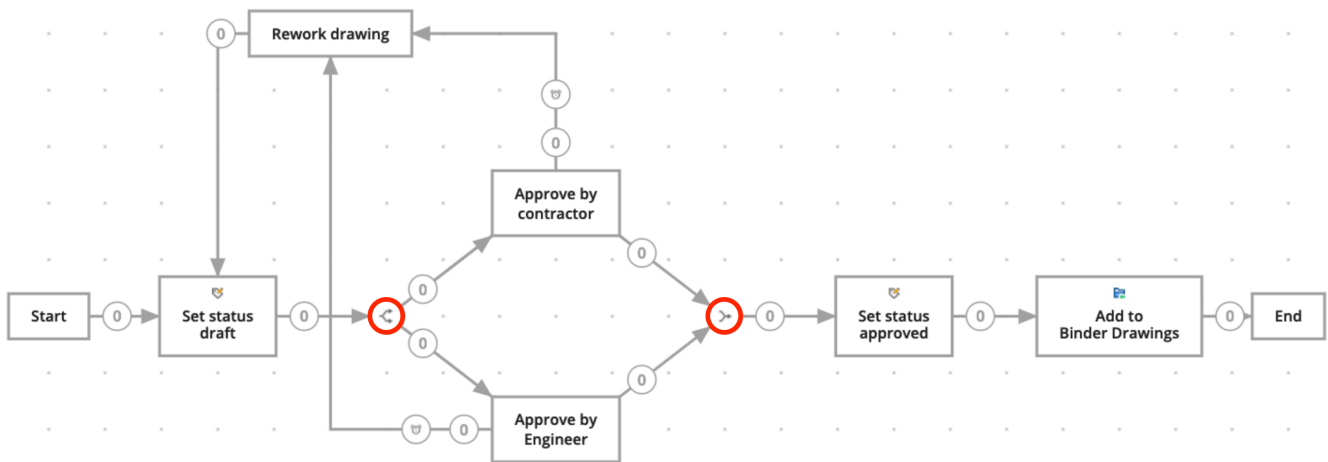 0
Rework drawing
0
Approve by
contractor
0
0
Start
0
Set status
draft
0
0
Set status
approved
0
Add to
Binder Drawings
0
End
0
0
0
Approve by
Engineer